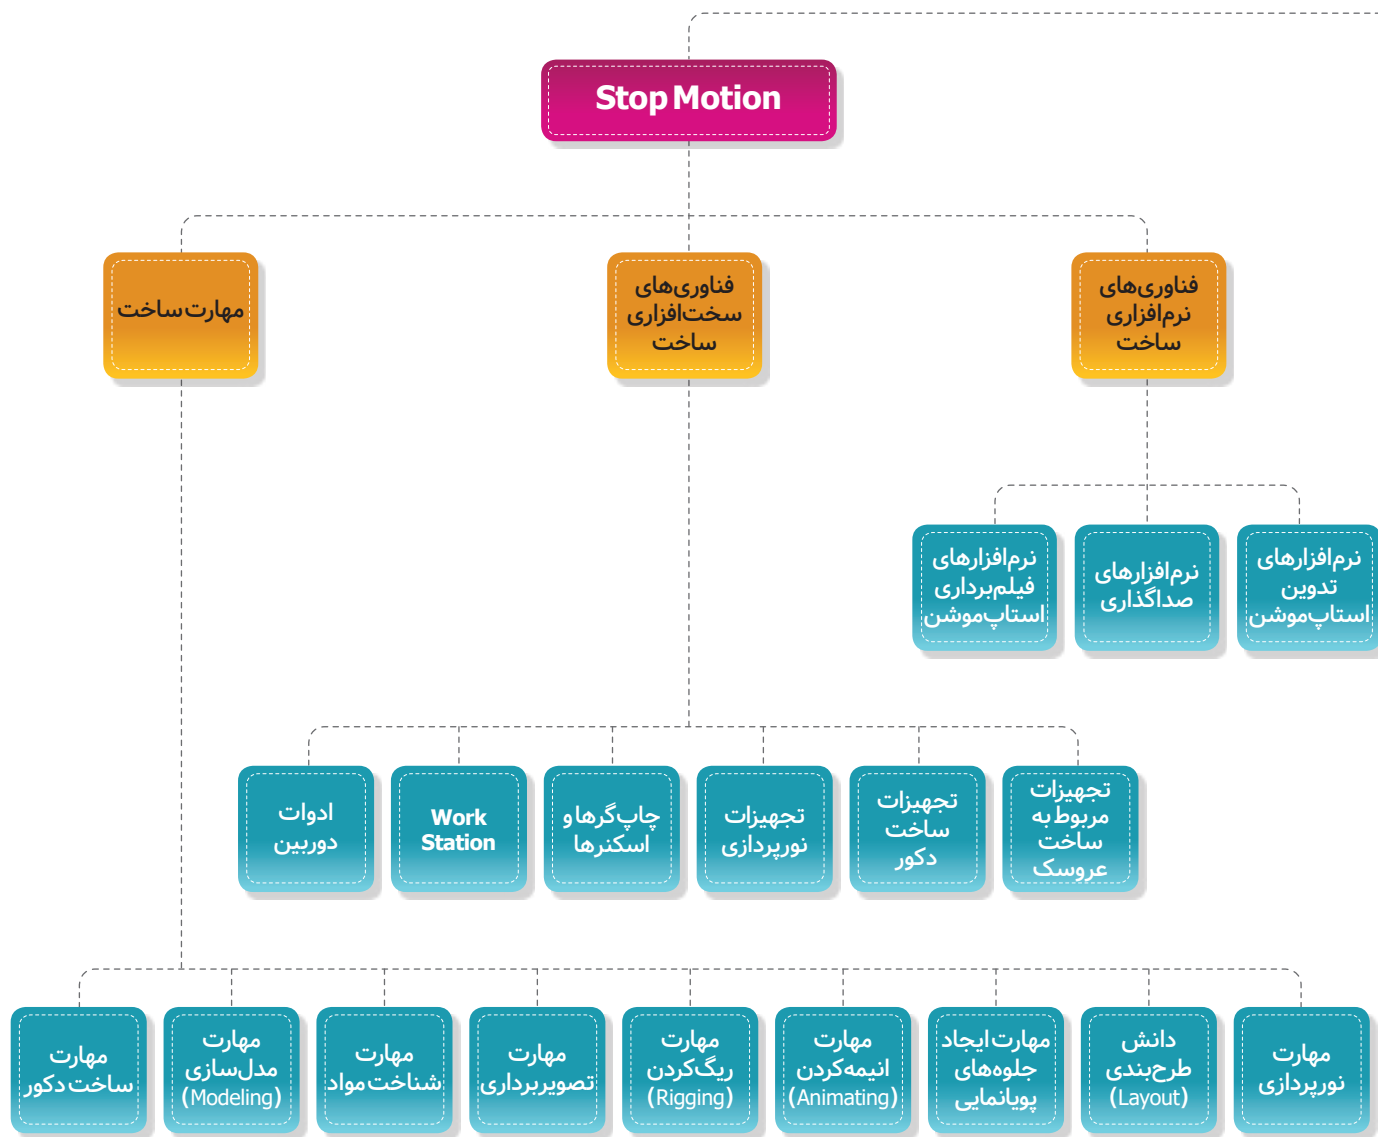 Stop Motion
فناوری‌های
نرم‌افزاری
ساخت
فناوری‌های
سخت‌افزاری
ساخت
مهارت ساخت
نرم‌افزارهای
تدوین
استاپ‌موشن
نرم‌افزارهای
صداگذاری
نرم‌افزارهای
فیلم‌برداری
استاپ‌موشن
تجهیزات
مربوط به
ساخت
عروسک
تجهیزات
ساخت
دکور
تجهیزات
نورپردازی
چاپ‌گرها و
اسکنرها
Work
Station
ادوات
دوربین
مهارت
نورپردازی
دانش
طرح‌بندی
(Layout)
مهارت ایجاد
جلوه‌های
پویانمایی
مهارت
انیمه‌کردن
(Animating)
مهارت
ریگ‌کردن
(Rigging)
مهارت
تصویربرداری
مهارت
شناخت مواد
مهارت
مدل‌سازی
(Modeling)
مهارت
ساخت دکور